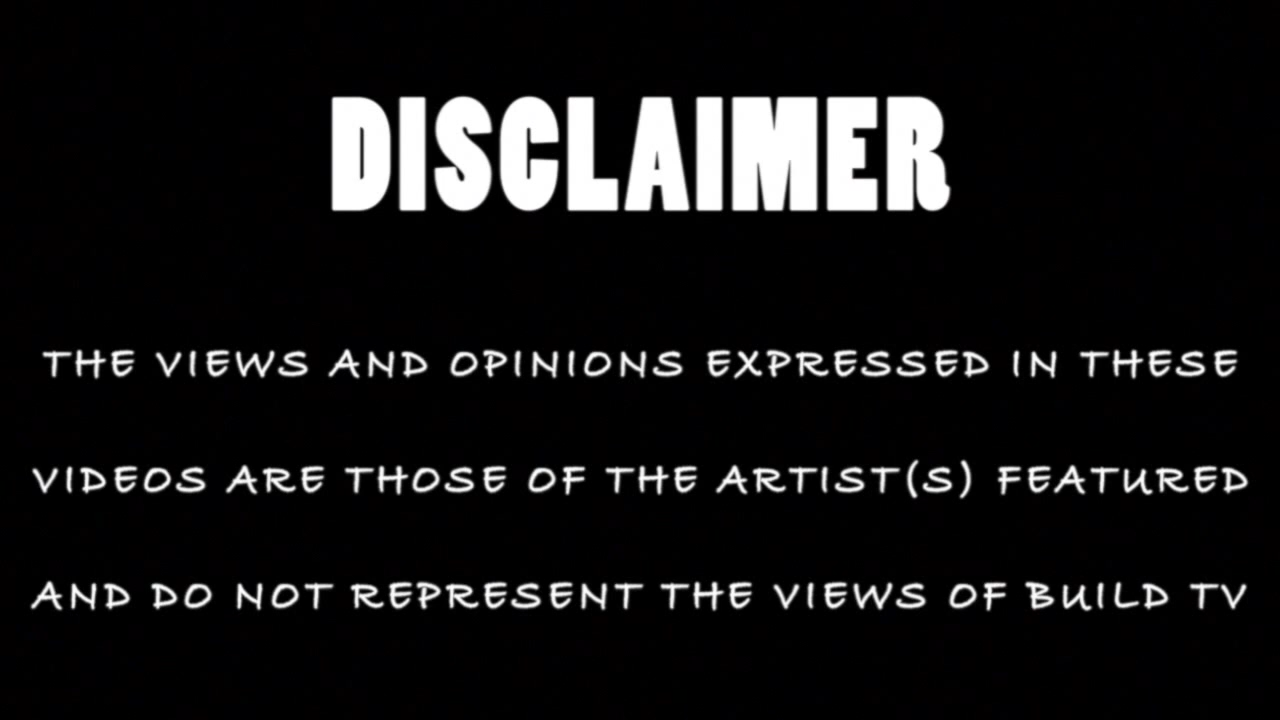 DISCLAIMER
THE VIEWS AND OPINIONS EXPRESSED IN THESE
VIDEOS ARE THOSE OF THE ARTIST(S) FEATURED
AND DO NOT REPRESENT THE VIEWS OF BUILD TV